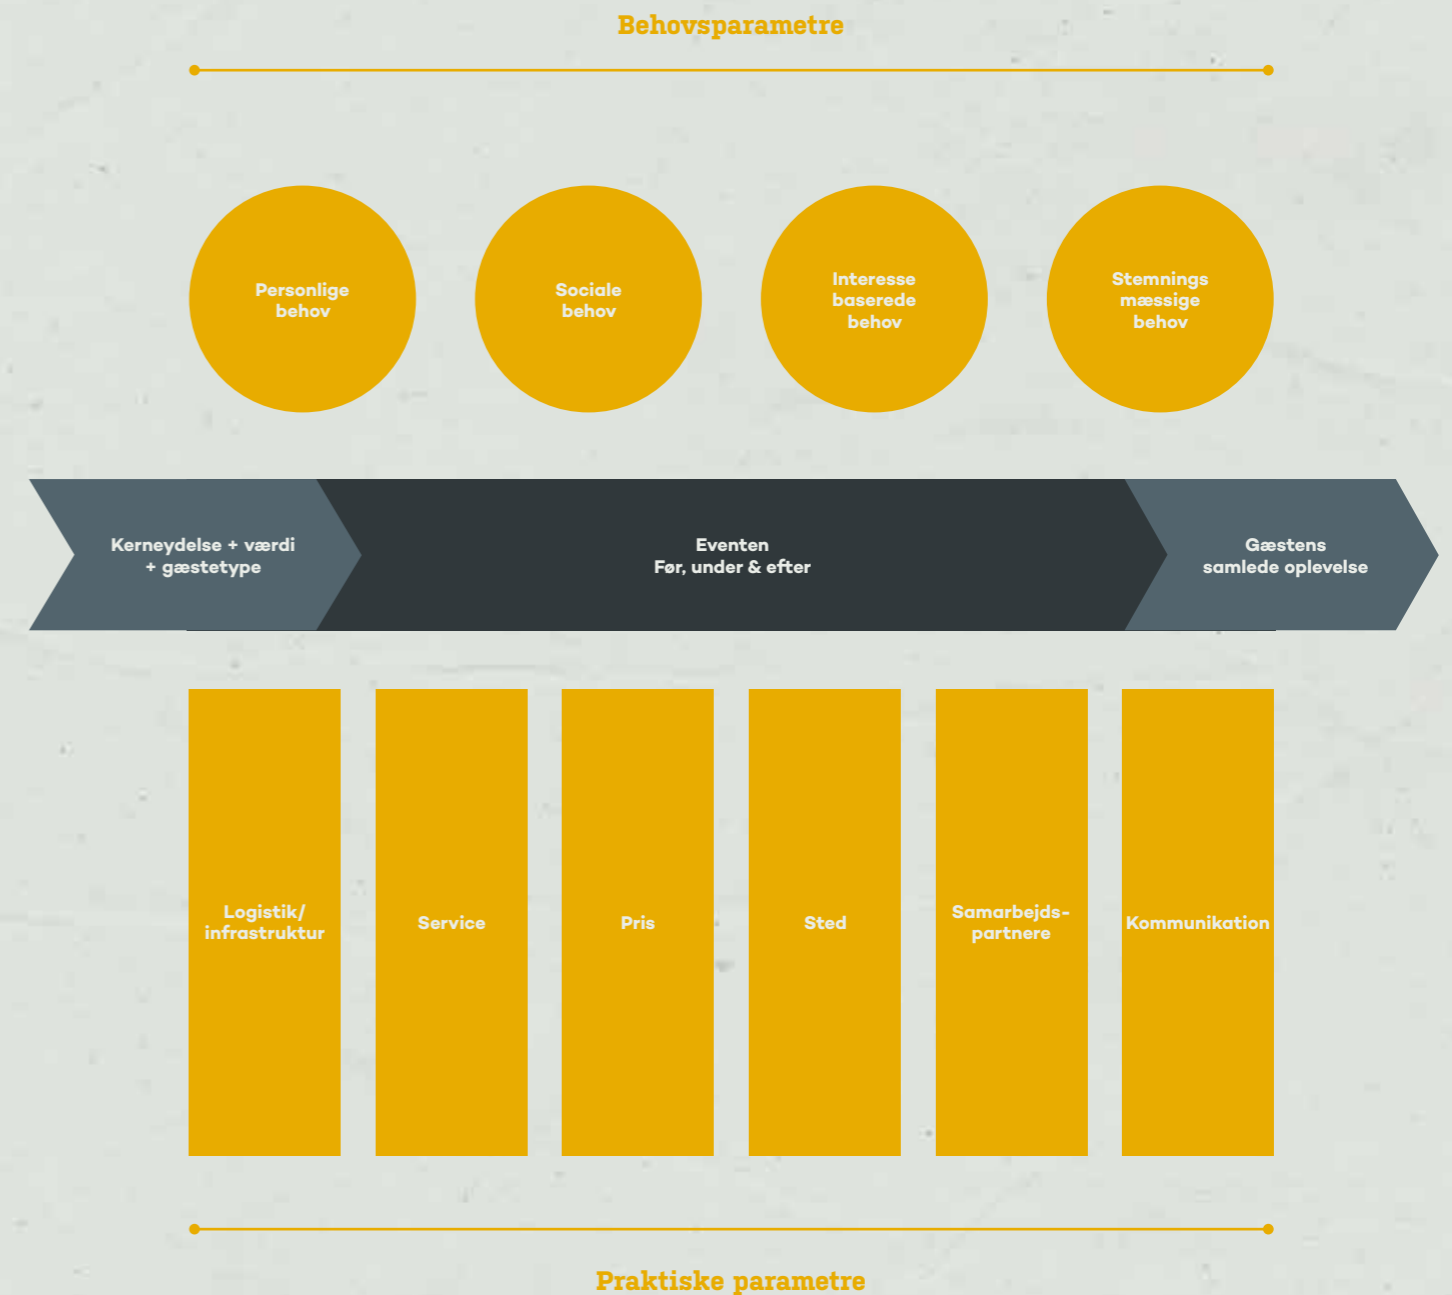 Behovsparametre
Personlige
behov
Sociale
behov
Interesse
baserede
behov
Stemnings
mæssige
behov
Kerneydelse + værdi
+ gæstetype
Eventen
Før, under & efter
Gæstens
samlede oplevelse
Logistik/
infrastruktur
Service
Pris
Sted
Samarbejds-
partnere
Kommunikation
Praktiske parametre